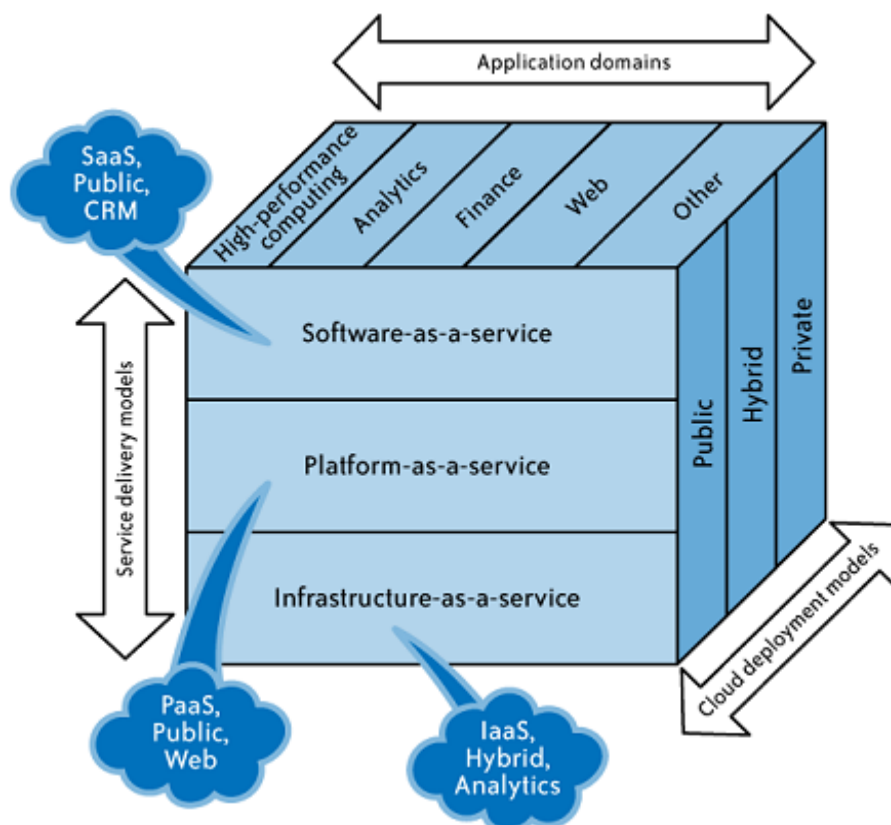 Application domains
SaaS,
Public,
CRM
High-performance
computing
Analytics
Finance
Web
Other
Service delivery models
Software-as-a-service
Platform-as-a-service
Infrastructure-as-a-service
Public
Hybrid
Private
Cloud deployment models
PaaS,
Public,
Web
IaaS,
Hybrid,
Analytics